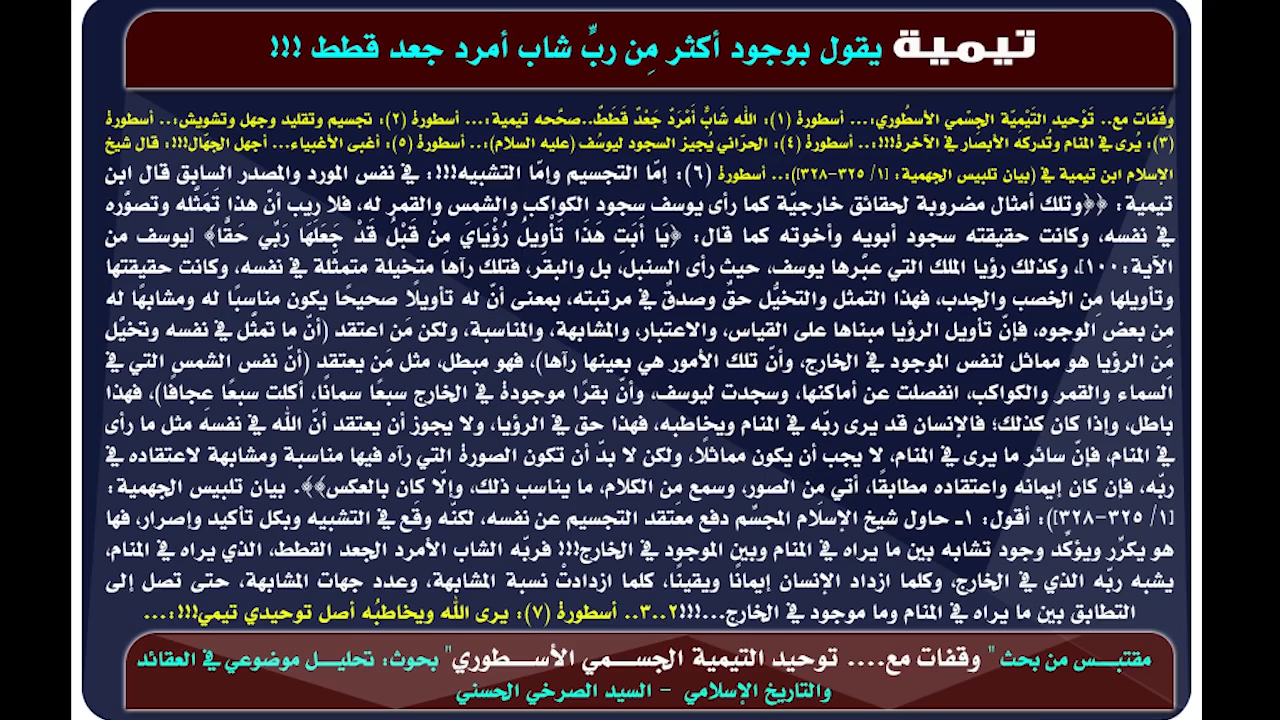 تيمية يقول بوجود أكثر مِن ربٍّ شاب أمرد جعد قطط !!!
وقَفَات مع.. تَوْحيد التَيْمِيّة الجِسْمي الأسطُوري:... أسطورة (١): الله شَابٌّ أَمْرَدٌ جَعْدٌ قَطَطٌ..صحَّحه تيمية:... أسطورة (٢): تجسيم وتقليد وجهل وتشويش:.. أسطورة
(٣): يُرى في المنام وتُدركه الأبصار في الآخرة!!!:.. أسطورة (٤): الحرّاني يُجيز السجود ليوسُف (عليه السلام):.. أسطورة (٥): أغبى الأغبياء... أجهل الجهّال!!!: قال شيخ
الإسلام ابن تيمية في (بيان تلبيس الجهمية: [١/ ٣٢٥-٣٢٨]):.. أسطورة (٦): إمّا التجسيم وإمّا التشبيه!!!: في نفس المورد والمصدر السابق قال ابن
تيمية: {{وتلك أمثال مضروبة لحقائق خارجيّة كما رأى يوسف سجود الكواكب والشمس والقمر له، فلا ريب أنّ هذا تَمَثَّله وتصوَّره
في نفسه، وكانت حقيقته سجود أبويه وأخوته كما قال: {يَا أَبَتِ هَذَا تَأْوِيلُ رُؤْيَايَ مِنْ قَبْلُ قَدْ جَعَلَهَا رَبِّي حَقًّا} [يوسف من
الآية:١٠٠]، وكذلك رؤيا الملك التي عبّرها يوسف، حيث رأى السنبل، بل والبقر، فتلك رآها متخيلة متمثّلة في نفسه، وكانت حقيقتها
وتأويلها مِن الخصب والجدب، فهذا التمثل والتخيُّل حقٌ وصدقٌ في مرتبته، بمعنى أنّ له تأويلًا صحيحًا يكون مناسبًا له ومشابهًا له
مِن بعض الوجوه، فإنّ تأويل الرؤيا مبناها على القياس، والاعتبار، والمشابهة، والمناسبة، ولكن مَن اعتقد (أنّ ما تمثَّل في نفسه وتخيَّل
مِن الرؤيا هو مماثل لنفس الموجود في الخارج، وأنّ تلك الأمور هي بعينها رآها)، فهو مبطل، مثل مَن يعتقد (أنّ نفس الشمس التي في
السماء والقمر والكواكب، انفصلت عن أماكنها، وسجدت ليوسف، وأنّ بقرًا موجودةً في الخارج سبعًا سمانًا، أكلت سبعًا عجافًا)، فهذا
باطل، وإذا كان كذلك؛ فالإنسان قد يرى ربّه في المنام ويخاطبه، فهذا حق في الرؤيا، ولا يجوز أن يعتقد أنّ الله في نفسه مثل ما رأى
في المنام، فإنّ سائر ما يرى في المنام، لا يجب أن يكون مماثلًا، ولكن لا بدّ أن تكون الصورةُ التي رآه فيها مناسبة ومشابهة لاعتقاده في
ربّه، فإن كان إيمانه واعتقاده مطابقًا، أتي من الصور، وسمع من الكلام، ما يناسب ذلك، وإلّا كان بالعكس}}. بيان تلبيس الجهمية:
[١/ ٣٢٥-٣٢٨]): أقول: ١ـ حاول شيخ الإسلَام المجسِّم دفع معتقد التجسيم عن نفسه، لكنّه وقع في التشبيه وبكل تأكيد وإصرار، فها
هو يكرِّر ويؤكِّد وجود تشابه بين ما يراه في المنام وبين الموجود في الخارج!!! فربّه الشاب الأمرد الجعد القطط، الذي يراه في المنام،
يشبه ربّه الذي في الخارج، وكلما ازداد الإنسان إيمانًا ويقينًا، كلما ازدادتْ نسبة المشابهة، وعدد جهات المشابهة، حتى تصل إلى
التطابق بين ما يراه في المنام وما موجود في الخارج...!!!٢..٣.. أسطورة (٧): يرى الله ويخاطبُه أصل توحيدي تيمي!!!:...
مقتبس من بحث " وقفات مع.... توحيد التيمية الجسمي الأسطوري" بحوث: تحليل موضوعي في العقائد
والتاريخ الإسلامي - السيد الصرخي الحسني